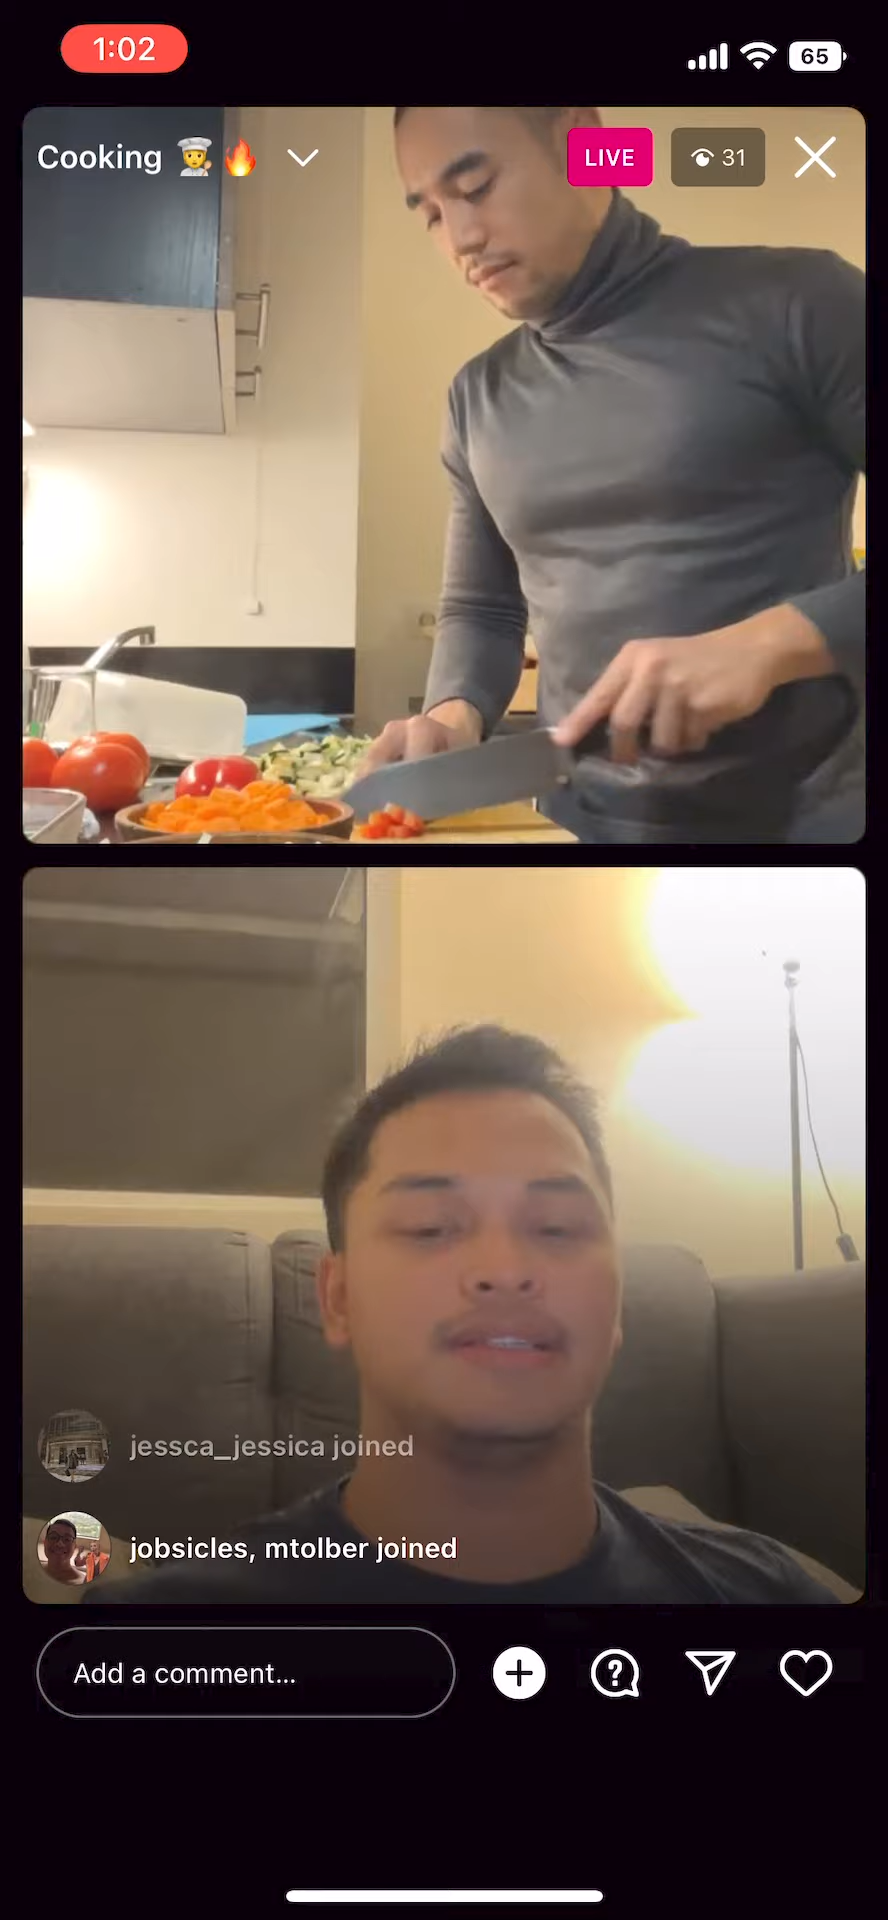 1:02
65
Cooking 🧑‍🍳🔥
LIVE
31
jessca_jessica joined
jobsicles, mtolber joined
Add a comment...